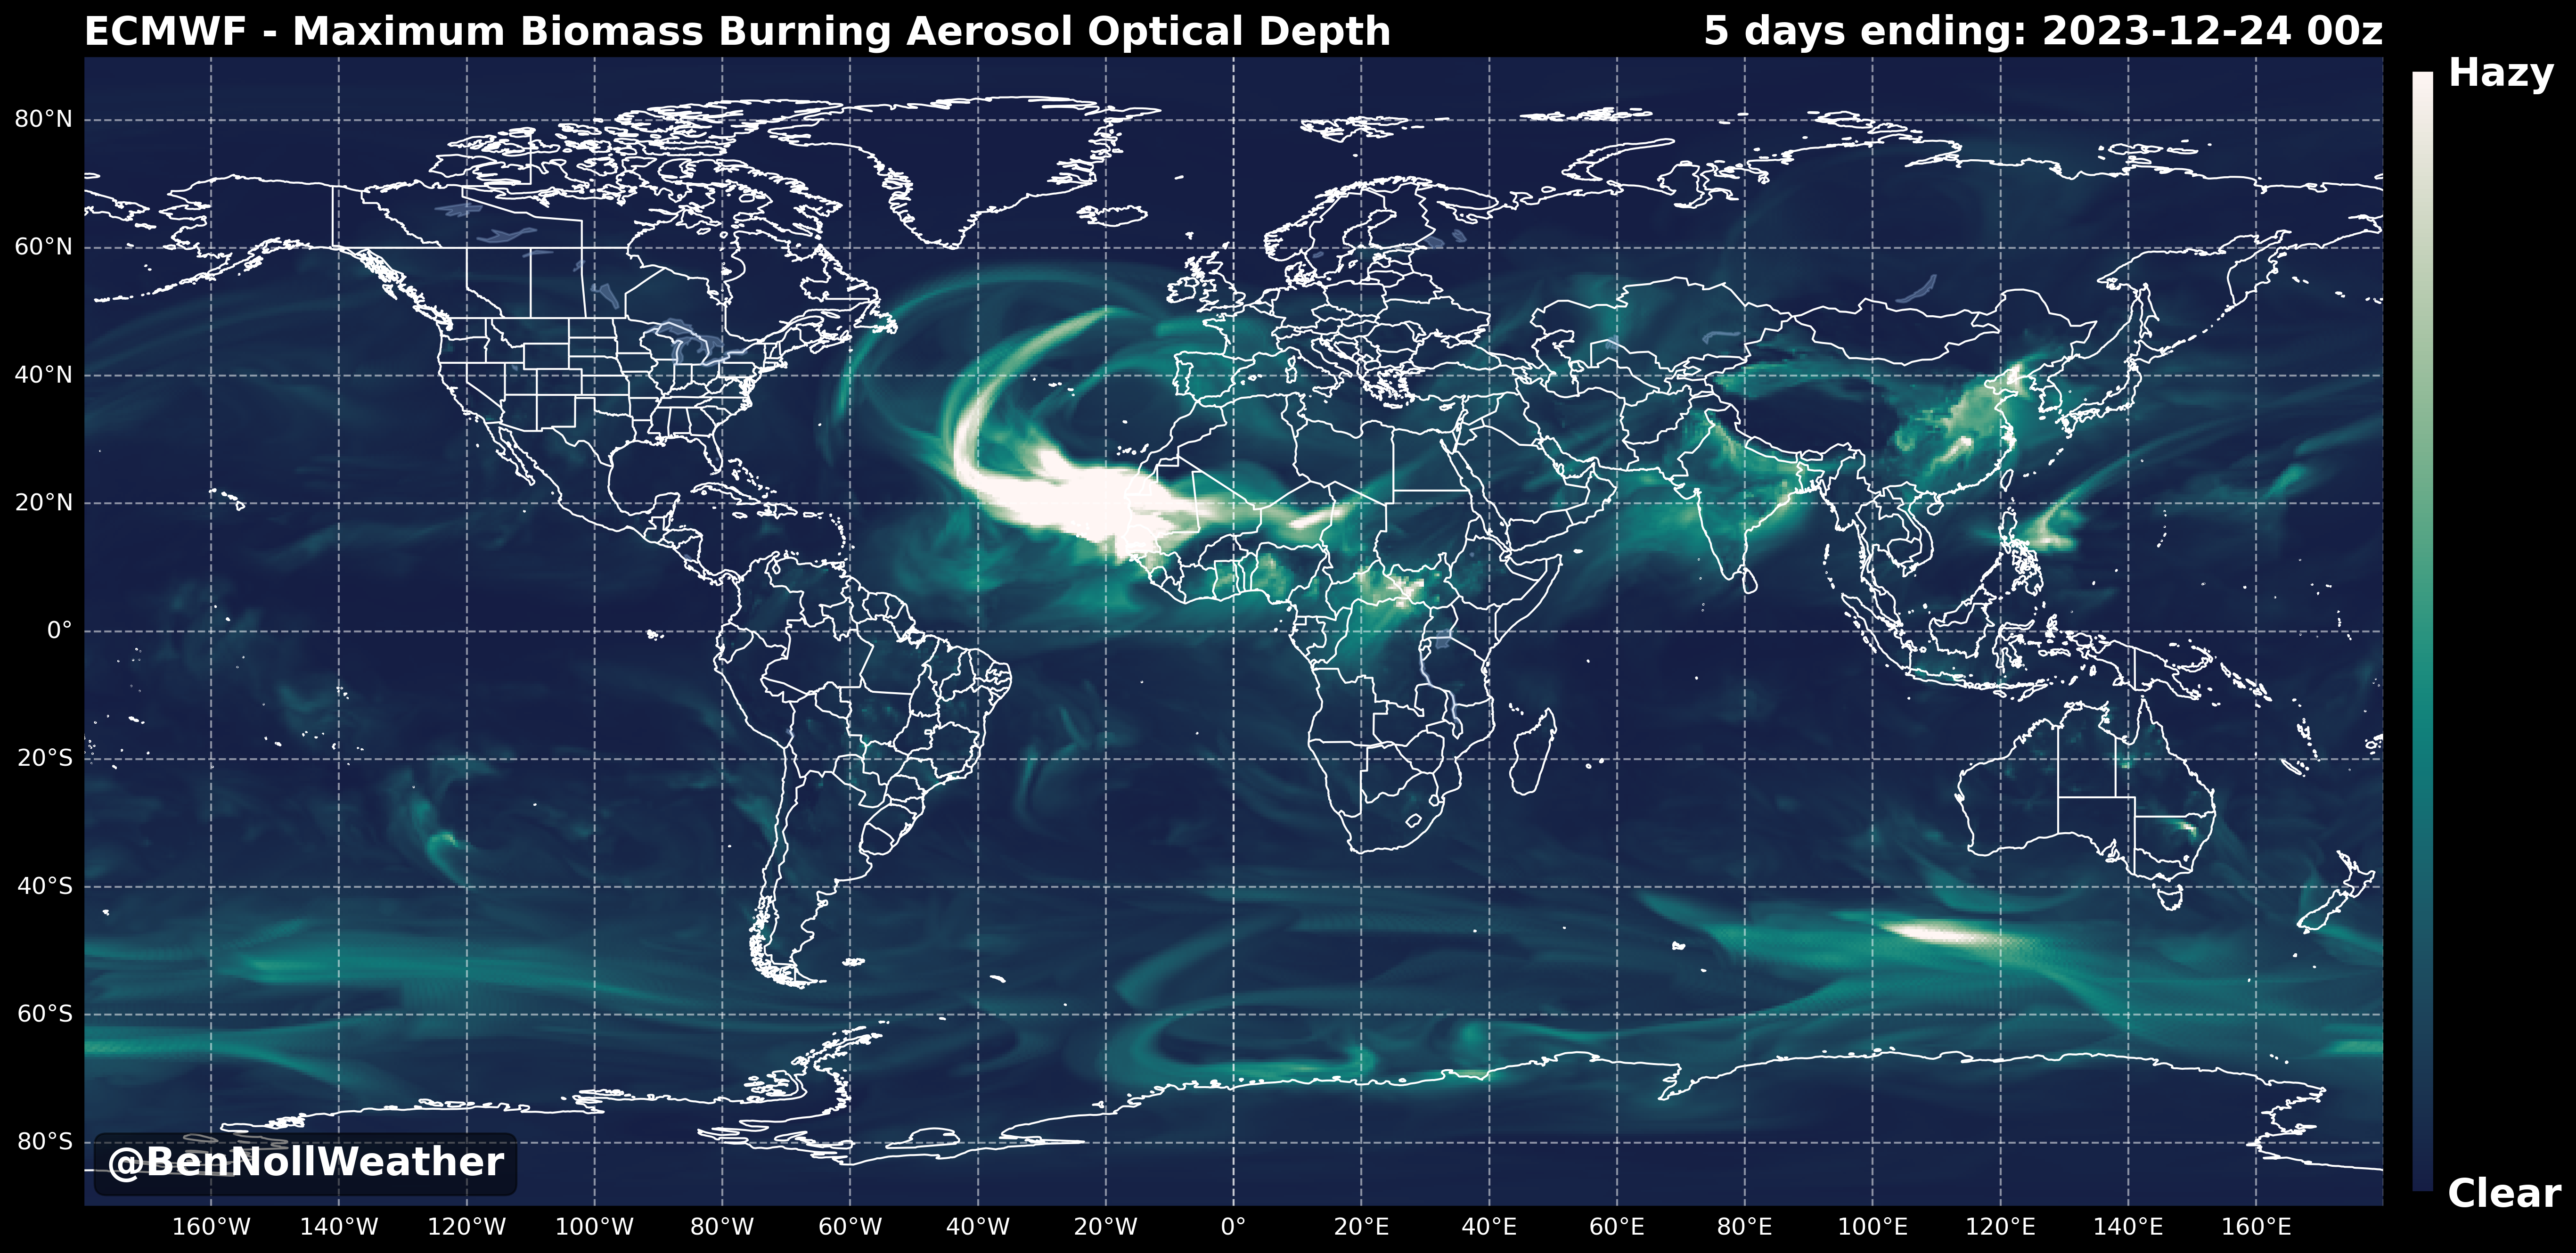 ECMWF - Maximum Biomass Burning Aerosol Optical Depth
5 days ending: 2023-12-24 00z
Hazy
80°N
60°N
40°N
20°N
0°
20°S
40°S
60°S
80°S
@BenNollWeather
Clear
160°W 140°W 120°W 100°W 80°W 60°W 40°W 20°W 0° 20°E 40°E 60°E 80°E 100°E 120°E 140°E 160°E